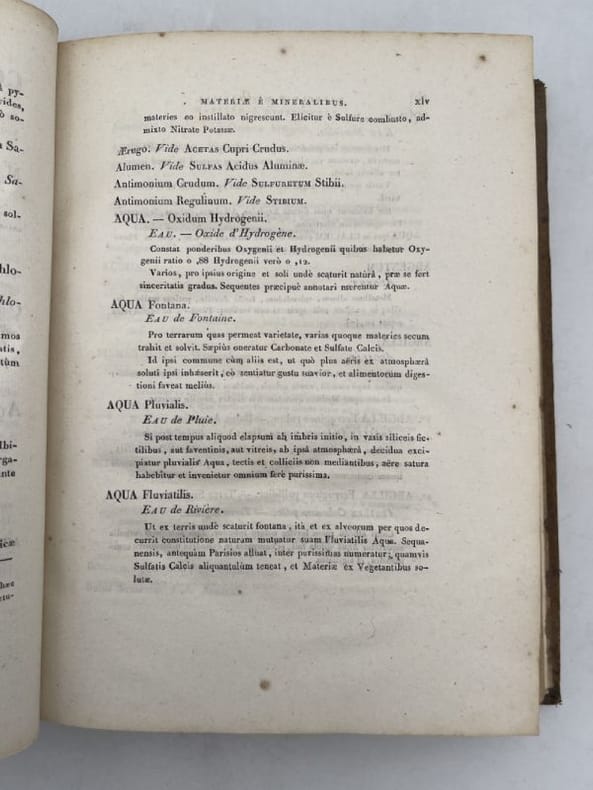 MATERIÆ È MINERALIBUS. xlv
materies eo instillato nigrescunt. Elicitur è Sulfure combusto, ad-
mixto Nitrate Potassæ.
Ærugo. Vide ACETAS Cupri Crudus.
Alumen. Vide SULFAS Acidus Aluminæ.
Antimonium Crudum. Vide SULFURETUM Stibii.
Antimonium Regulinum. Vide STIBIUM.
AQUA. — Oxidum Hydrogenii.
EAU. — Oxide d'Hydrogène.
Constat ponderibus Oxygenii et Hydrogenii quibus habetur Oxy-
genii ratio 0,88 Hydrogenii verò 0,12.
Varios, pro ipsius origine et soli undè scaturit naturâ, præ se fert
sinceritatis gradus. Sequentes præcipuè annotari merentur Aquæ.
AQUA Fontana.
EAU de Fontaine.
Pro terrarum quas permeat varietate, varias quoque materies secum
trahit et solvit. Sæpiùs oneratur Carbonate et Sulfate Calcis.
Id ipsi commune cùm aliis est, ut quò plus aëris ex atmosphærâ
soluti ipsi inhæserit, eò sentiatur gustu suavior, et alimentorum diges-
tioni faveat meliùs.
AQUA Pluvialis.
EAU de Pluie.
Si post tempus aliquod elapsum ab imbris initio, in vasis siliceis fic-
tilibus, aut faventinis, aut vitreis, ab ipsâ atmosphærâ, decidua exci-
piatur pluvialis Aqua, tectis et colliciis non mediantibus, aëre satura
habebitur et invenietur omnium ferè purissima.
AQUA Fluviatilis.
EAU de Rivière.
Ut ex terris undè scaturit fontana, ità et ex alveorum per quos de-
currit constitutione naturam mutuatur suam Fluviatilis Aqua. Sequa-
nensis, antequàm Parisios alluat, inter purissimas numeratur; quamvis
Sulfatis Calcis aliquantulùm teneat, et Materiæ ex Vegetantibus so-
lutæ.